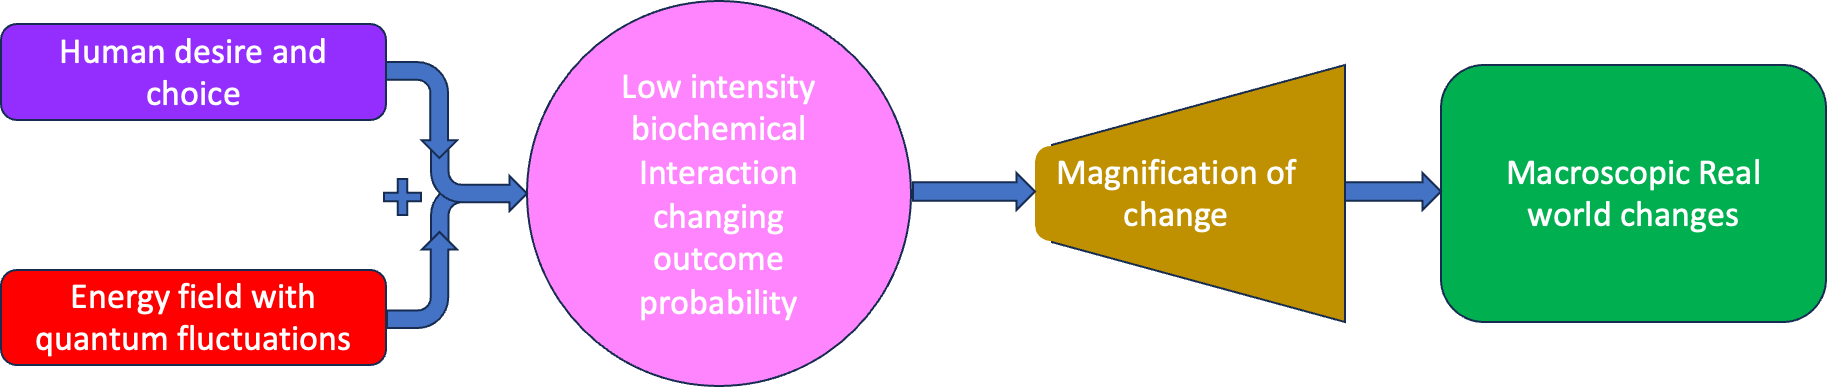 Human desire and
choice
+
Energy field with
quantum fluctuations
Low intensity
biochemical
Interaction
changing
outcome
probability
Magnification of
change
Macroscopic Real
world changes